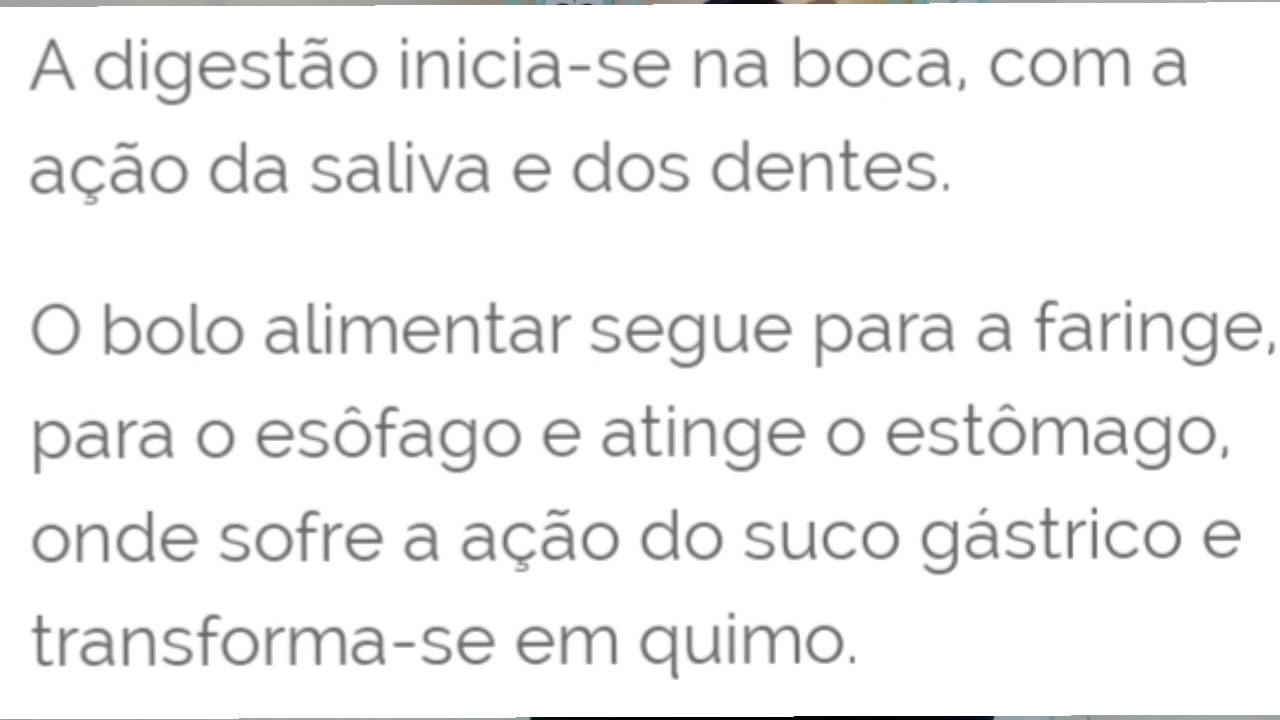 A digestão inicia-se na boca, com a
ação da saliva e dos dentes.
O bolo alimentar segue para a faringe,
para o esôfago e atinge o estômago,
onde sofre a ação do suco gástrico e
transforma-se em quimo.